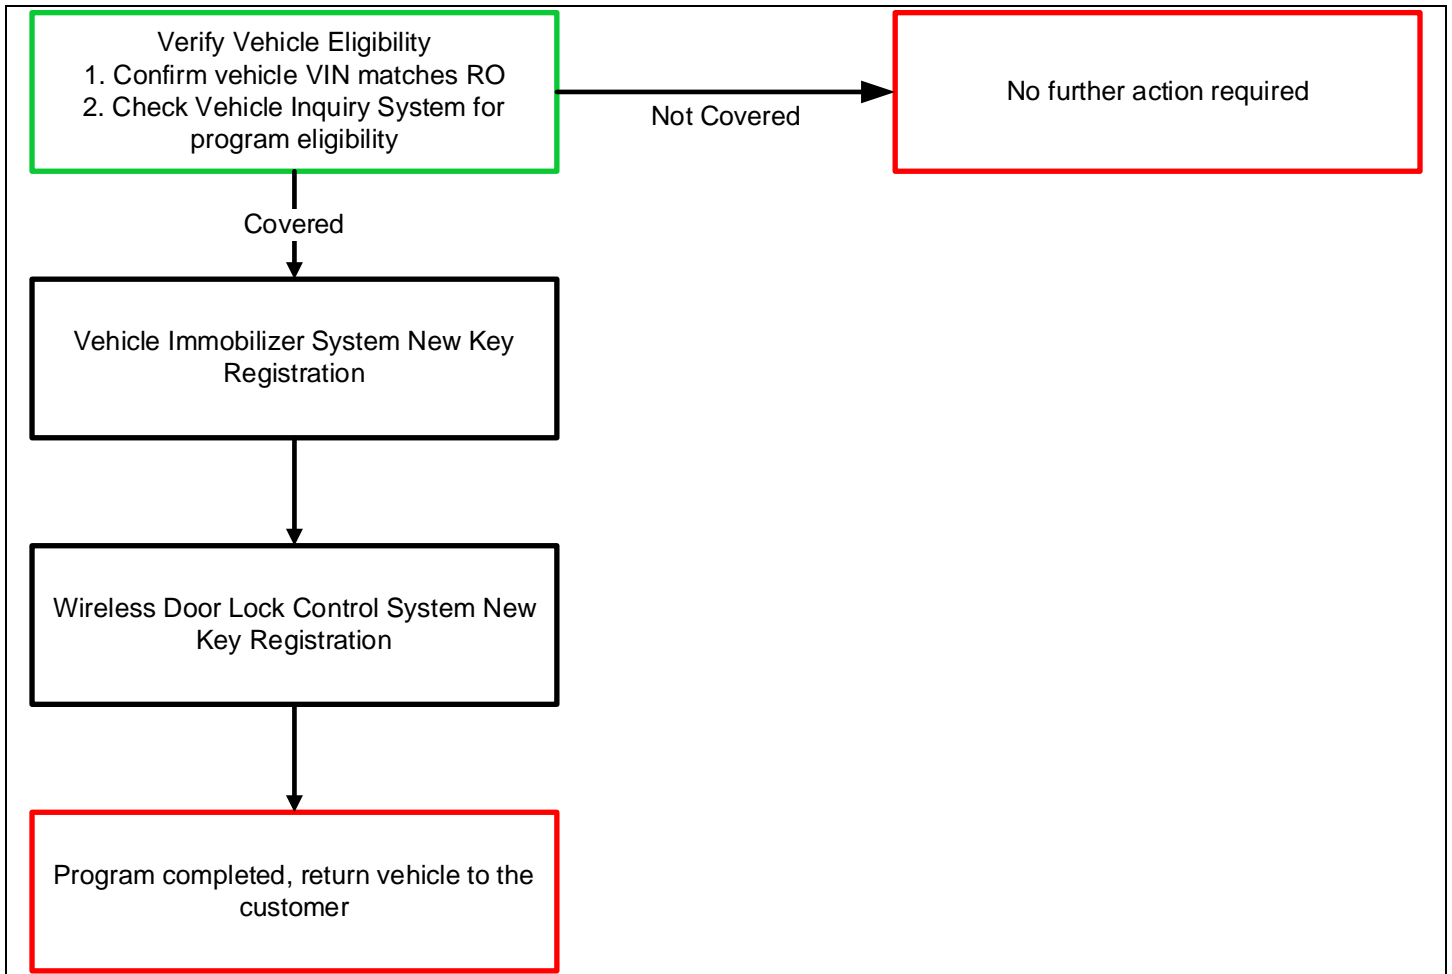 Verify Vehicle Eligibility
1. Confirm vehicle VIN matches RO
2. Check Vehicle Inquiry System for
program eligibility
Not Covered
No further action required
Covered
Vehicle Immobilizer System New Key
Registration
Wireless Door Lock Control System New
Key Registration
Program completed, return vehicle to the
customer